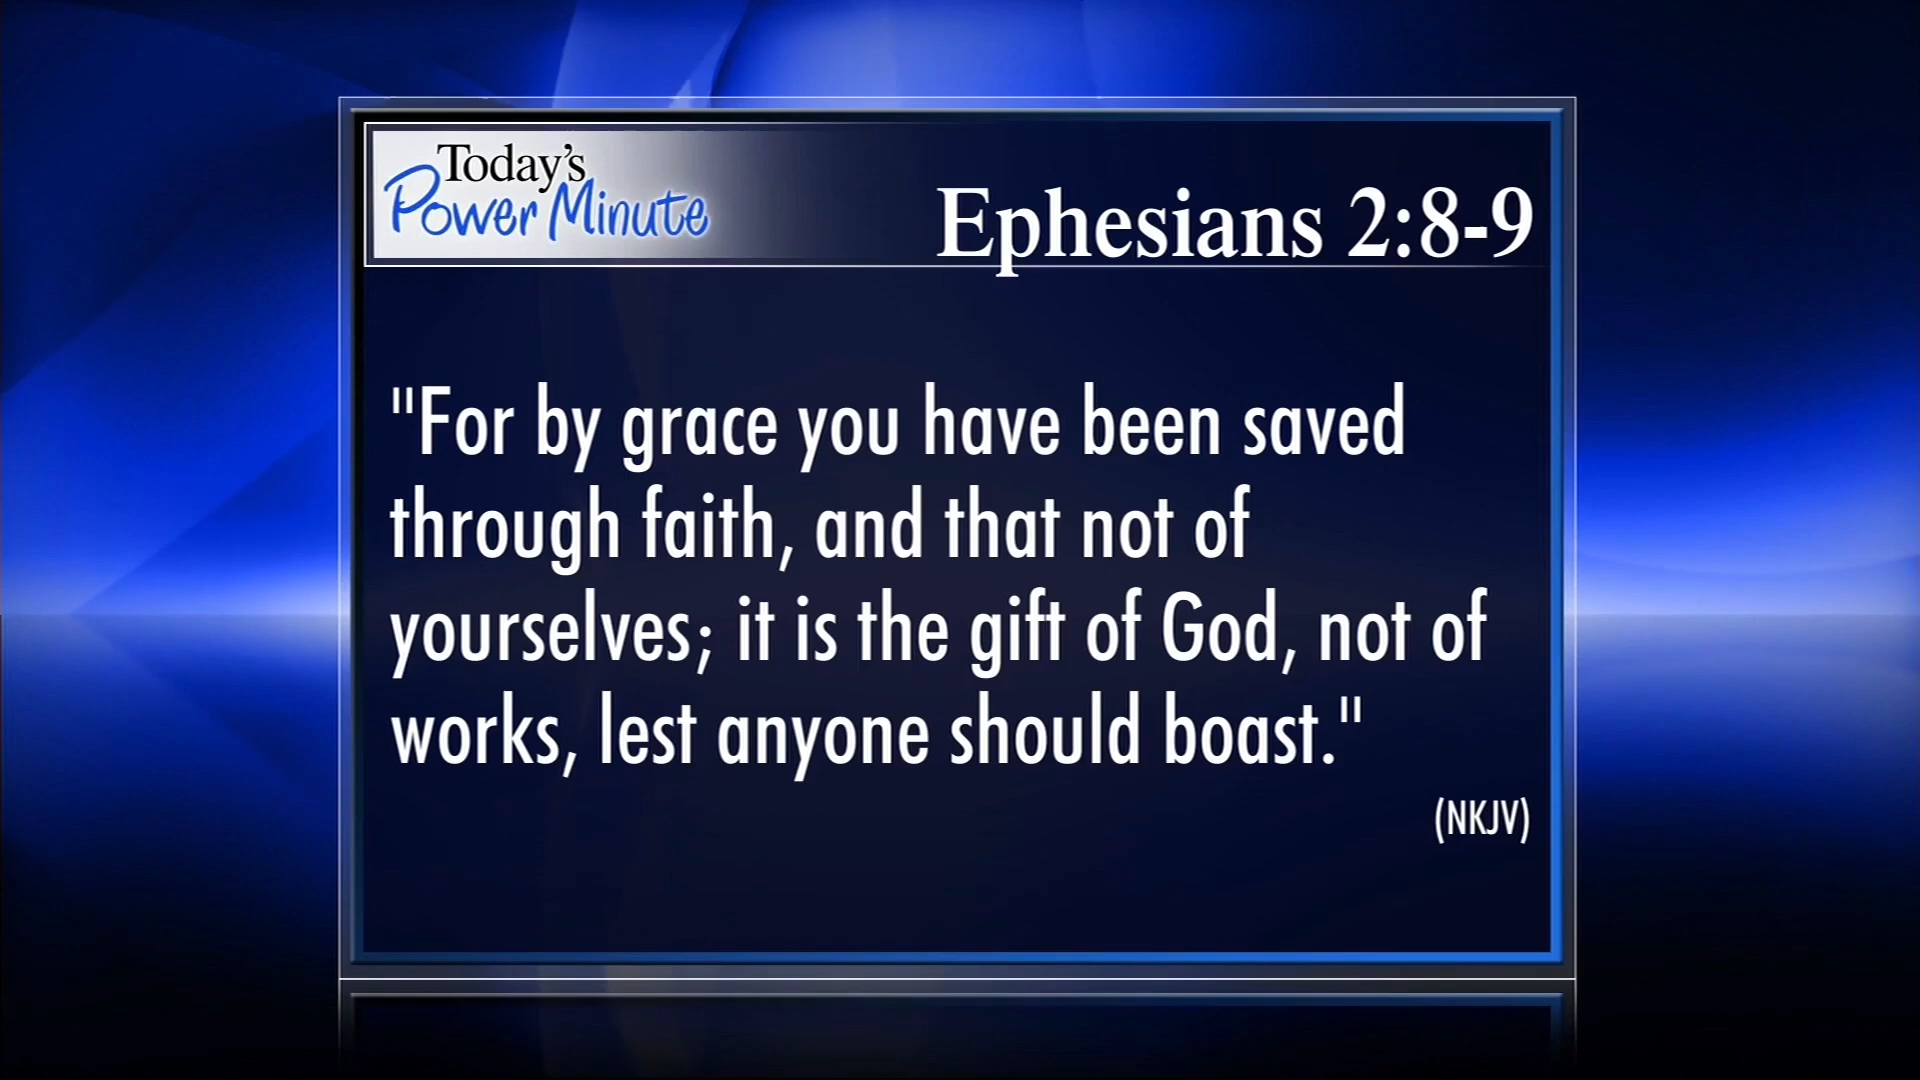 Today's
Power Minute
Ephesians 2:8-9
"For by grace you have been saved
through faith, and that not of
yourselves; it is the gift of God, not of
works, lest anyone should boast."
(NKJV)